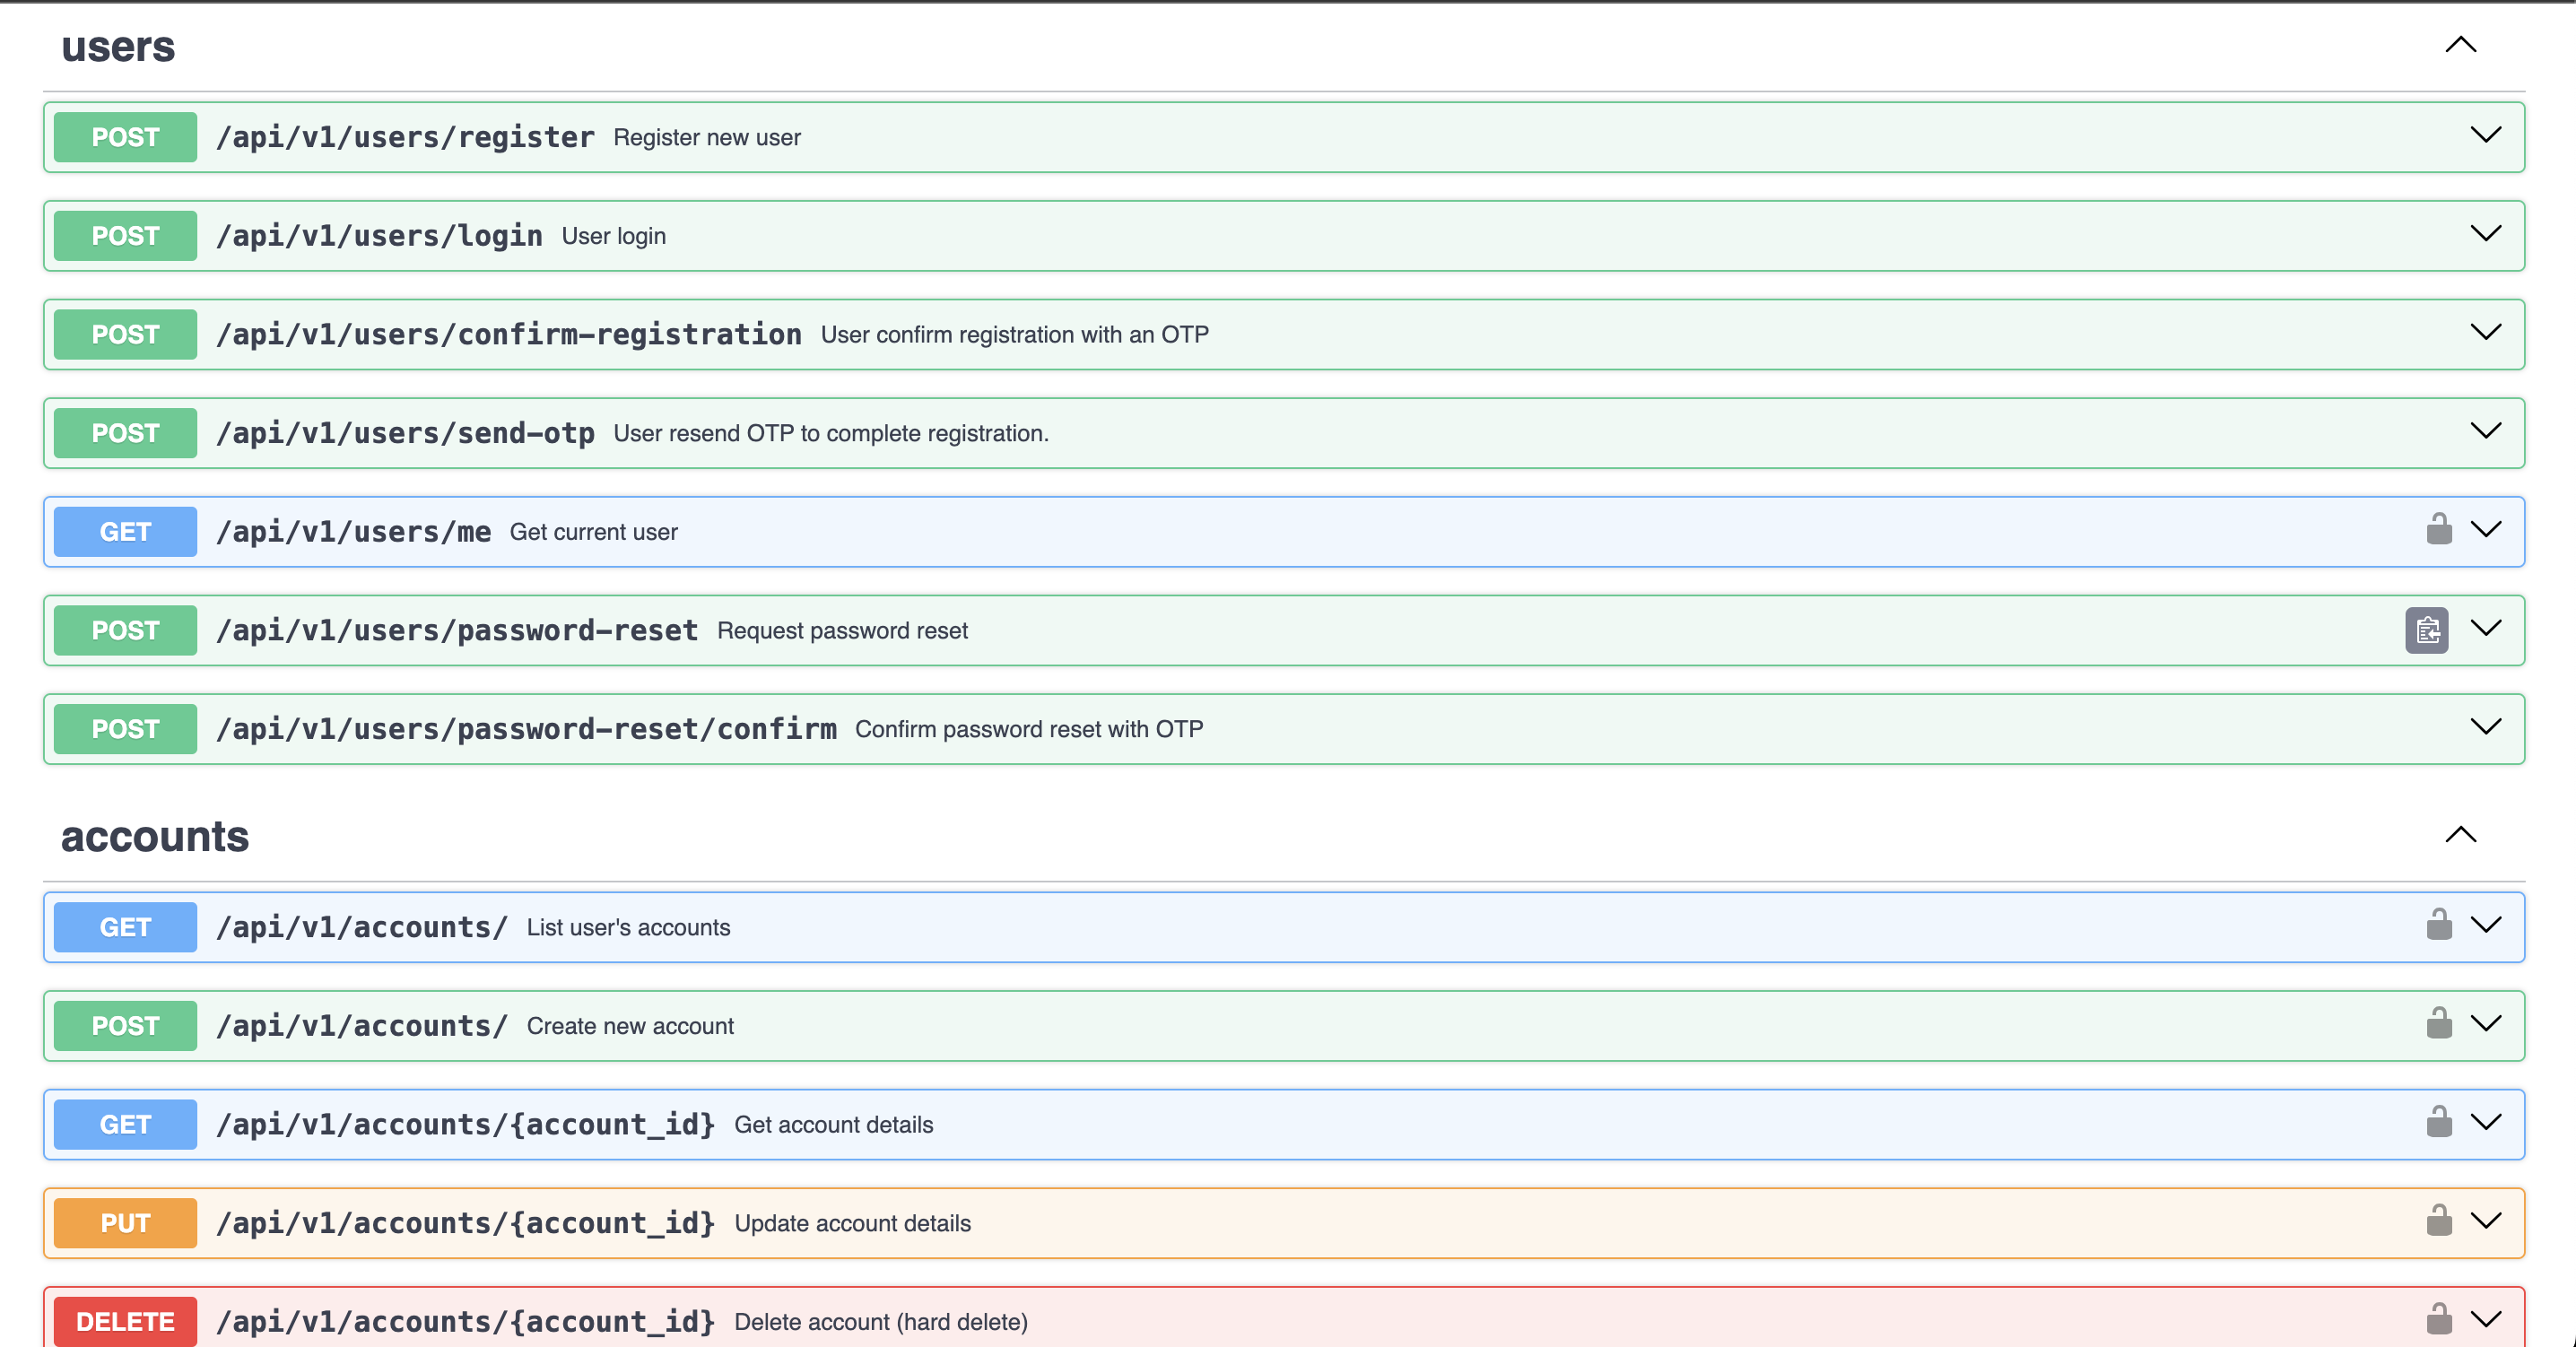 users
POST /api/v1/users/register Register new user
POST /api/v1/users/login User login
POST /api/v1/users/confirm-registration User confirm registration with an OTP
POST /api/v1/users/send-otp User resend OTP to complete registration.
GET /api/v1/users/me Get current user
POST /api/v1/users/password-reset Request password reset
POST /api/v1/users/password-reset/confirm Confirm password reset with OTP
accounts
GET /api/v1/accounts/ List user's accounts
POST /api/v1/accounts/ Create new account
GET /api/v1/accounts/{account_id} Get account details
PUT /api/v1/accounts/{account_id} Update account details
DELETE /api/v1/accounts/{account_id} Delete account (hard delete)